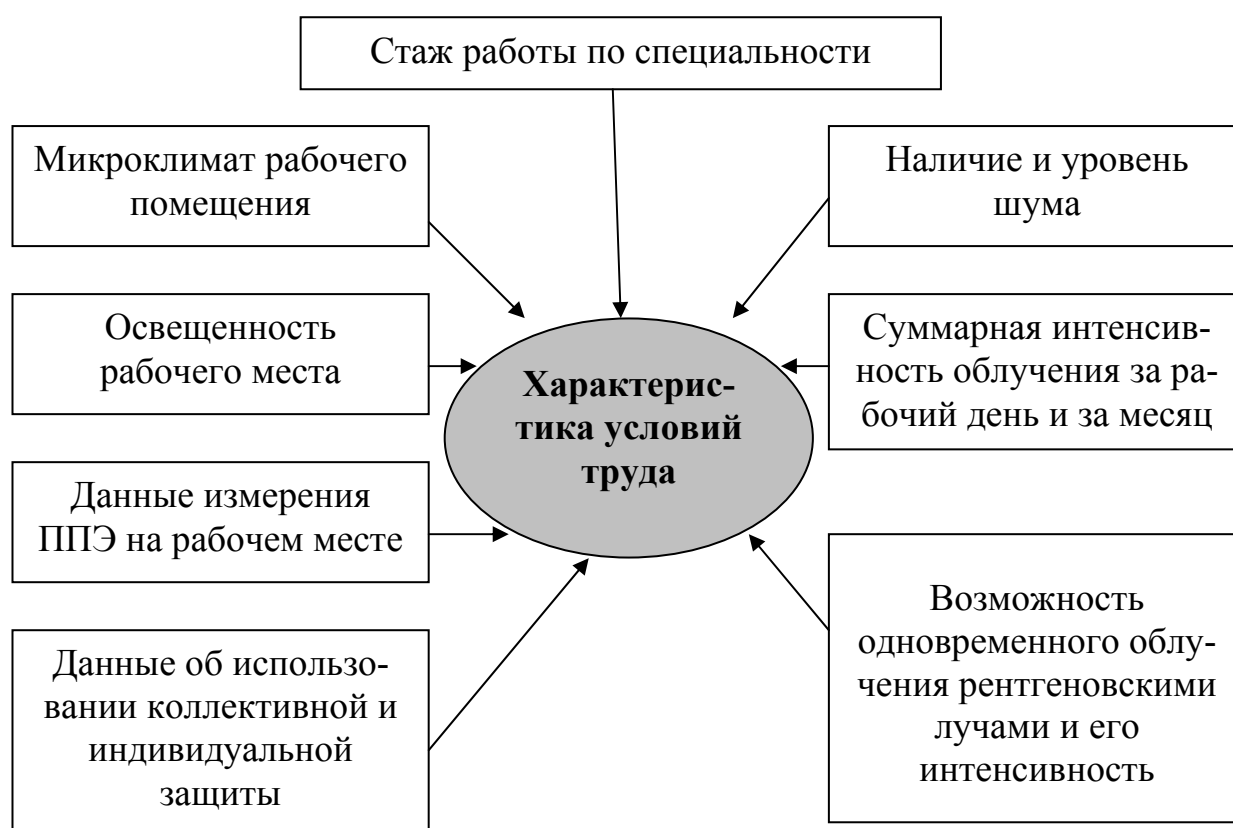 Стаж работы по специальности
Микроклимат рабочего
помещения
Наличие и уровень
шума
Освещенность
рабочего места
Суммарная интенсив-
ность облучения за ра-
бочий день и за месяц
Характерис-
тика условий
труда
Данные измерения
ППЭ на рабочем месте
Возможность
одновременного облу-
чения рентгеновскими
лучами и его
интенсивность
Данные об использо-
вании коллективной и
индивидуальной
защиты